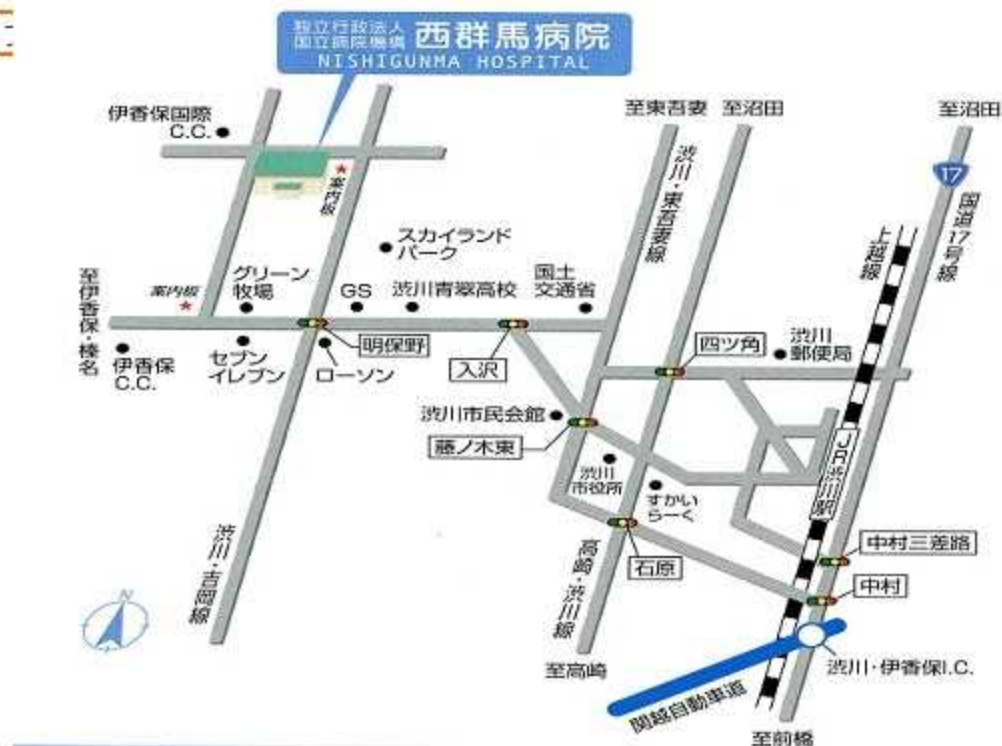 独立行政法人
国立病院機構
西群馬病院
NISHIGUNMA HOSPITAL
伊香保国際
C.C.
案内板
至東吾妻
至沼田
至沼田
17
国道17号線
渋川・東吾妻線
上越線
スカイランド
パーク
至伊香保・榛名
案内板
グリーン
牧場
GS
渋川青翠高校
国土
交通省
明保野
入沢
四ツ角
渋川
郵便局
伊香保
C.C.
セブン
イレブン
ローソン
渋川市民会館
藤ノ木東
渋川
市役所
すかい
らーく
JR渋川駅
中村三差路
石原
中村
渋川・吉岡線
高崎・渋川線
N
至高崎
渋川・伊香保I.C.
関越自動車道
至前橋